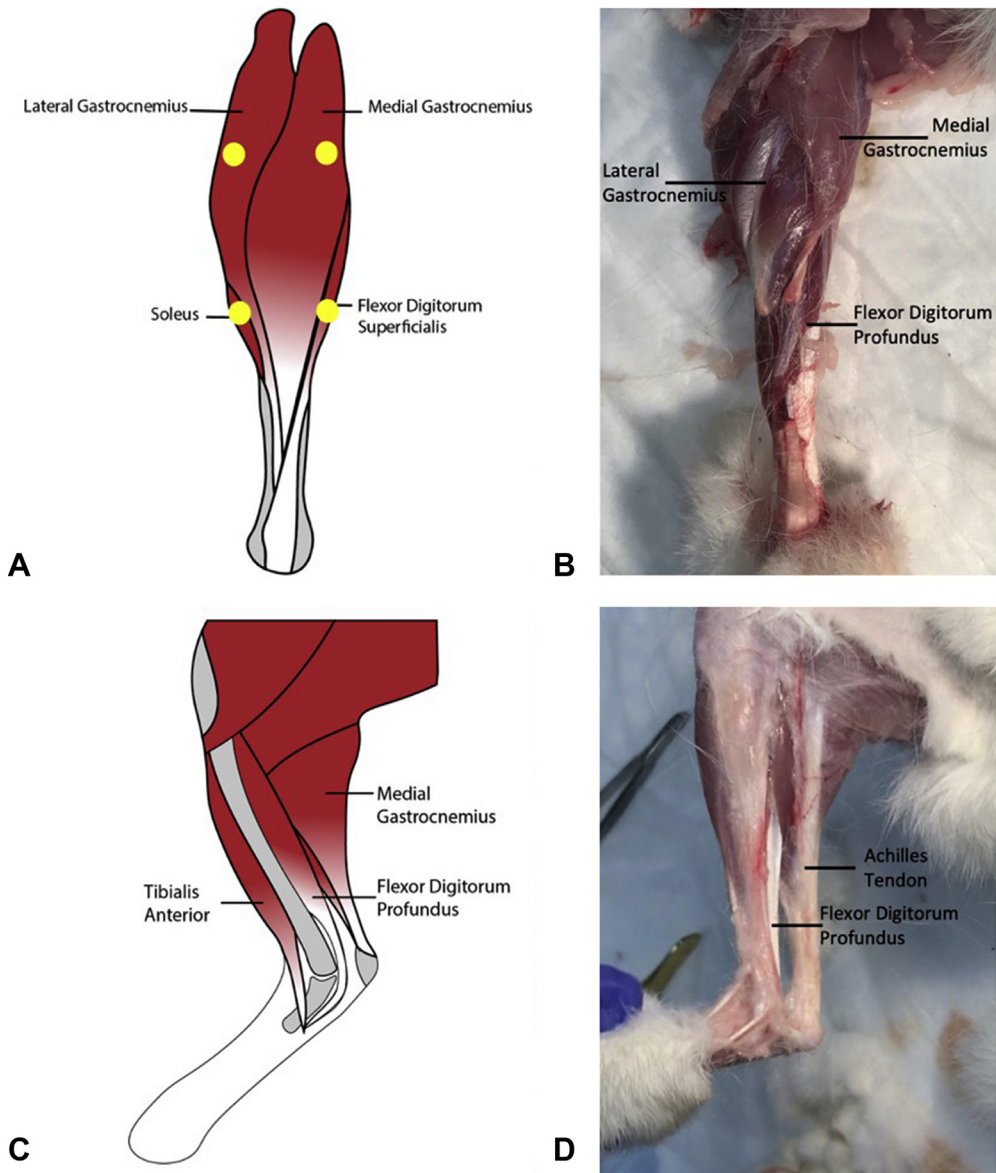 A
Lateral Gastrocnemius
Medial Gastrocnemius
Soleus
Flexor Digitorum
Superficialis
B
Medial
Gastrocnemius
Lateral
Gastrocnemius
Flexor Digitorum
Profundus
C
Medial
Gastrocnemius
Tibialis
Anterior
Flexor Digitorum
Profundus
D
Achilles
Tendon
Flexor Digitorum
Profundus